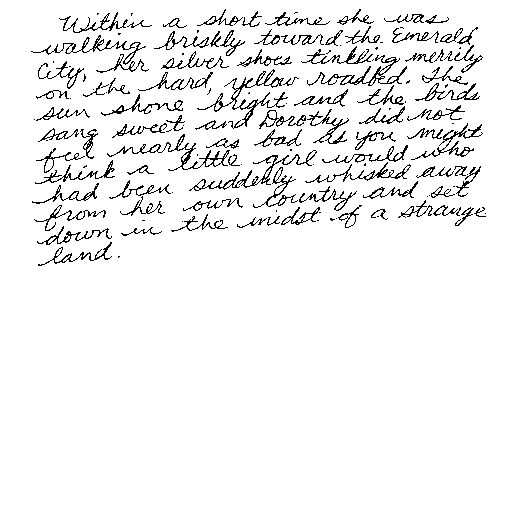 Within a short time she was
walking briskly toward the Emerald
City, her silver shoes tinkling merrily
on the hard, yellow roadbed. The
sun shone bright and the birds
sang sweet and Dorothy did not
feel nearly as bad as you might
think a little girl would who
had been suddenly whisked away
from her own country and set
down in the midst of a strange
land.